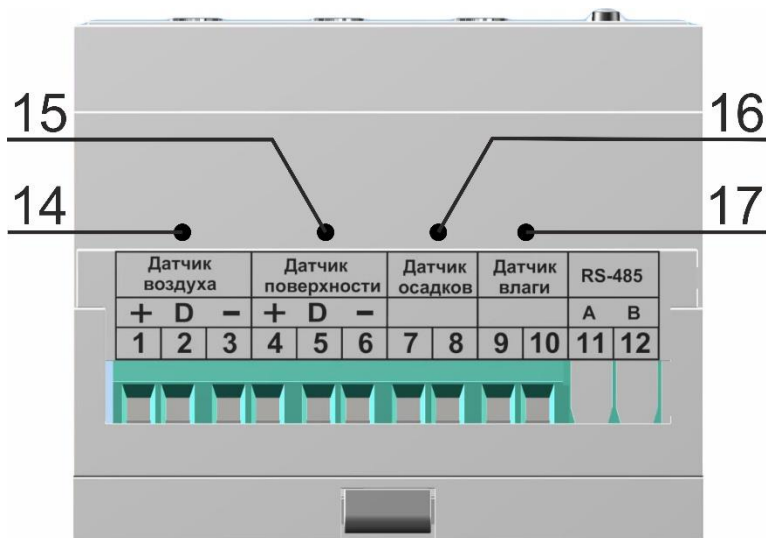 15
16
14
17
Датчик воздуха
Датчик поверхности
Датчик осадков
Датчик влаги
RS-485
+ D − + D − A B
1 2 3 4 5 6 7 8 9 10 11 12